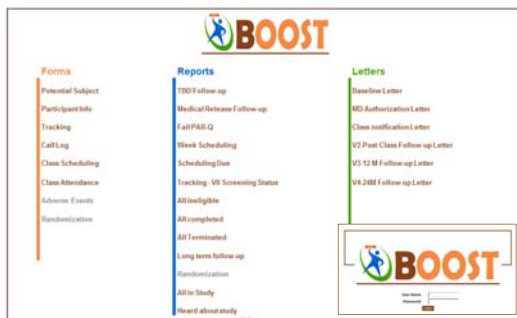 BOOST
Forms
Potential Subject
Participant Info
Tracking
Call Log
Class Scheduling
Class Attendance
Adverse Events
Randomization
Reports
TBD Follow-up
Medical Release Follow-up
Fail PAR-Q
Week Scheduling
Scheduling Due
Tracking - V0 Screening Status
All ineligible
All completed
All Terminated
Long term follow up
Randomization
All in Study
Heard about study
Letters
Baseline Letter
MD Authorization Letter
Class notification Letter
V2-Post Class Follow-up Letter
V3-12 M Follow-up Letter
V4-24M Follow-up Letter
BOOST
User Name
Password